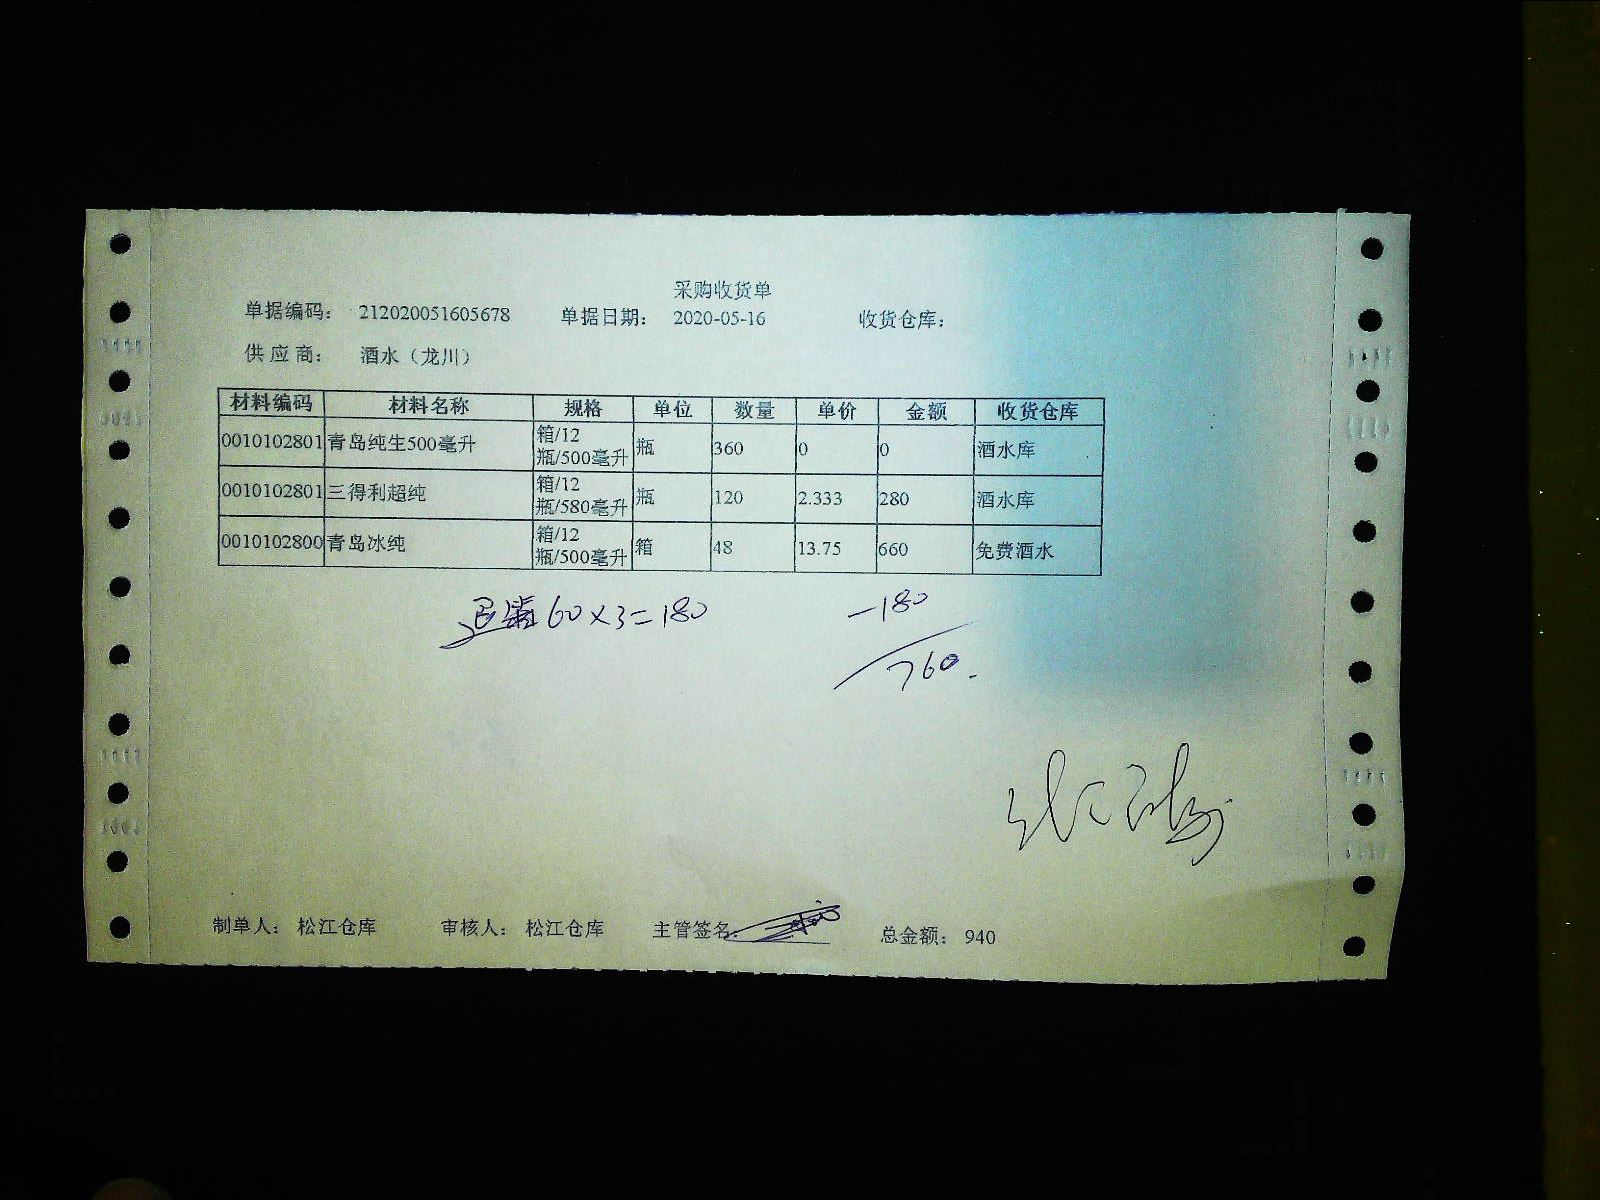 采购收货单
单据编码： 212020051605678 单据日期： 2020-05-16 收货仓库：
供应商： 酒水（龙川）
材料编码 材料名称 规格 单位 数量 单价 金额 收货仓库
0010102801 青岛纯生500毫升 箱/12 瓶/500毫升 瓶 360 0 0 酒水库
0010102801 三得利超纯 箱/12 瓶/580毫升 瓶 120 2.333 280 酒水库
0010102800 青岛冰纯 箱/12 瓶/500毫升 箱 48 13.75 660 免费酒水
60×3=180 -180
760.
制单人： 松江仓库 审核人： 松江仓库 主管签名： 总金额： 940